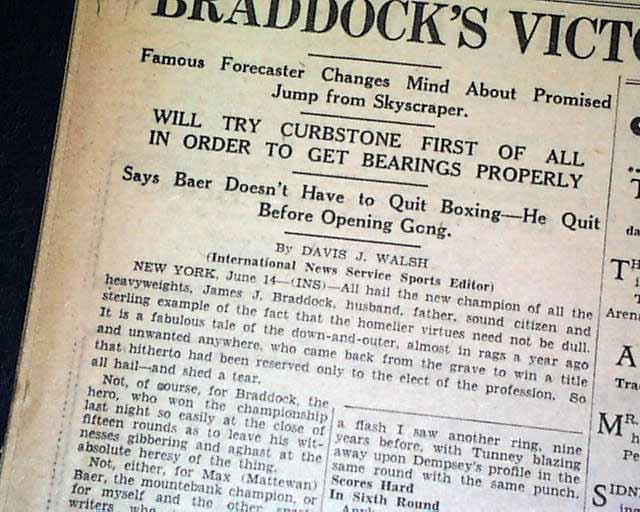 BRADDOCK'S VICTO
Famous Forecaster Changes Mind About Promised
Jump from Skyscraper.
WILL TRY CURBSTONE FIRST OF ALL
IN ORDER TO GET BEARINGS PROPERLY
Says Baer Doesn't Have to Quit Boxing—He Quit
Before Opening Gong.
By DAVIS J. WALSH
(International News Service Sports Editor)
NEW YORK, June 14—(INS)—All hail the new champion of all the
heavyweights, James J. Braddock, husband, father, sound citizen and
sterling example of the fact that the homelier virtues need not be dull.
It is a fabulous tale of the down-and-outer, almost in rags a year ago
and unwanted anywhere, who came back from the grave to win a title
that hitherto had been reserved only to the elect of the profession. So
all hail—and shed a tear.
Not, of course, for Braddock, the
hero, who won the championship
last night so easily at the close of
fifteen rounds as to leave his wit-
nesses gibbering and aghast at the
absolute heresy of the thing.
Not, either, for Max (Mattewan)
Baer, the mountebank champion, or
for myself and the other
writers who
a flash I saw another ring, nine
years before, with Tunney blazing
away upon Dempsey's profile in the
same round with the same punch.
Scores Hard
In Sixth Round
T
da
TH
i
T
Arena
A
Tra
MR.
h
Pe
SIDN
in